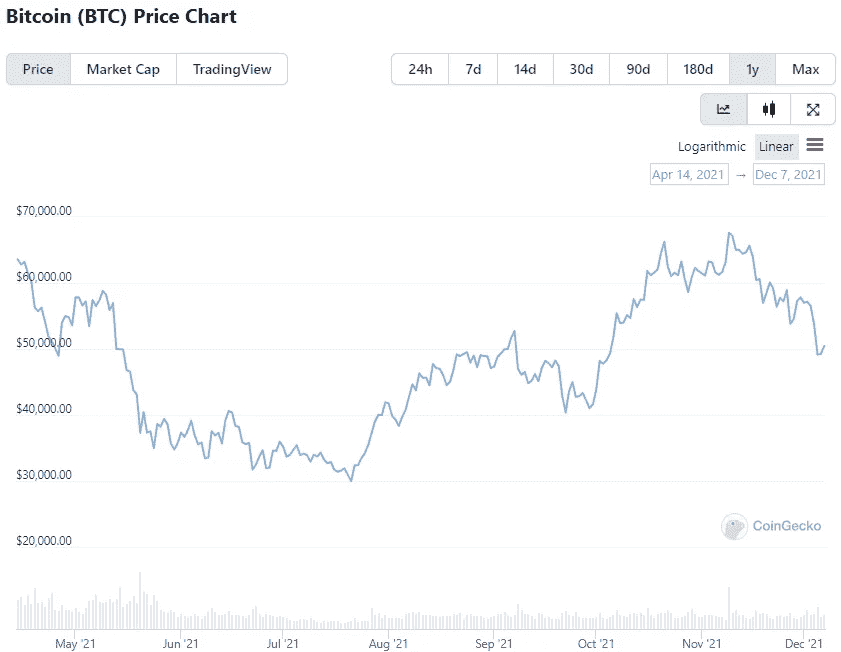 Bitcoin (BTC) Price Chart
Price Market Cap TradingView 24h 7d 14d 30d 90d 180d 1y Max
Logarithmic Linear
Apr 14, 2021 → Dec 7, 2021
$70,000.00
$60,000.00
$50,000.00
$40,000.00
$30,000.00
$20,000.00
CoinGecko
May '21 Jun '21 Jul '21 Aug '21 Sep '21 Oct '21 Nov '21 Dec '21